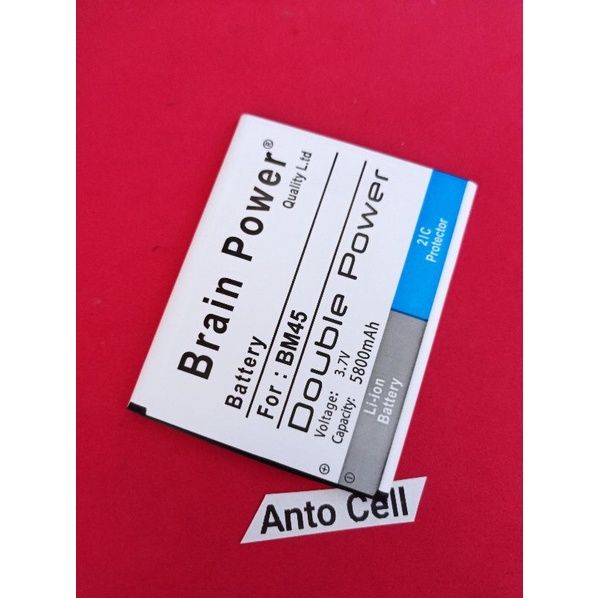 Brain Power®
Quality L.td
Battery
For : BM45
Double Power
Voltage: 3.7V
Capacity: 5800mAh
2IC
Protector
Li-ion
Battery
Anto Cell